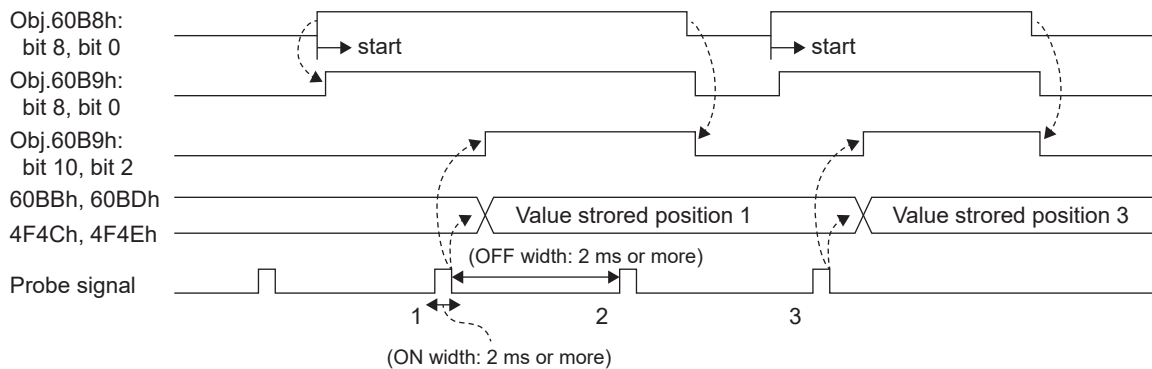 Obj.60B8h:
bit 8, bit 0
start
start
Obj.60B9h:
bit 8, bit 0
Obj.60B9h:
bit 10, bit 2
60BBh, 60BDh
4F4Ch, 4F4Eh
Value strored position 1
Value strored position 3
(OFF width: 2 ms or more)
Probe signal
1
2
3
(ON width: 2 ms or more)